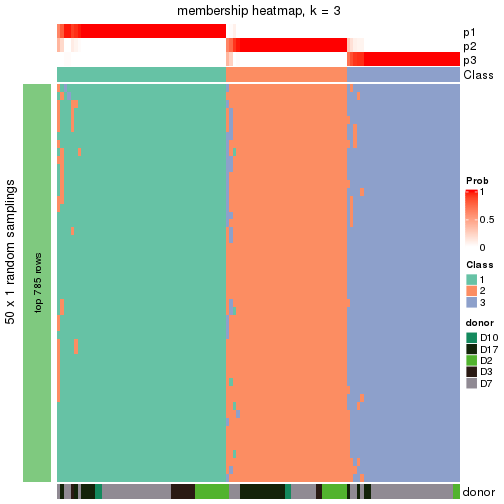 membership heatmap, k = 3
p1
p2
p3
Class
50 x 1 random samplings
top 785 rows
Prob
1
0.5
0
Class
1
2
3
donor
D10
D17
D2
D3
D7
donor